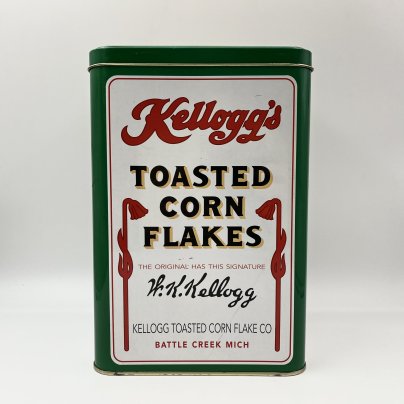 Kellogg's
TOASTED
CORN
FLAKES
THE ORIGINAL HAS THIS SIGNATURE
W.K.Kellogg
KELLOGG TOASTED CORN FLAKE CO
BATTLE CREEK MICH